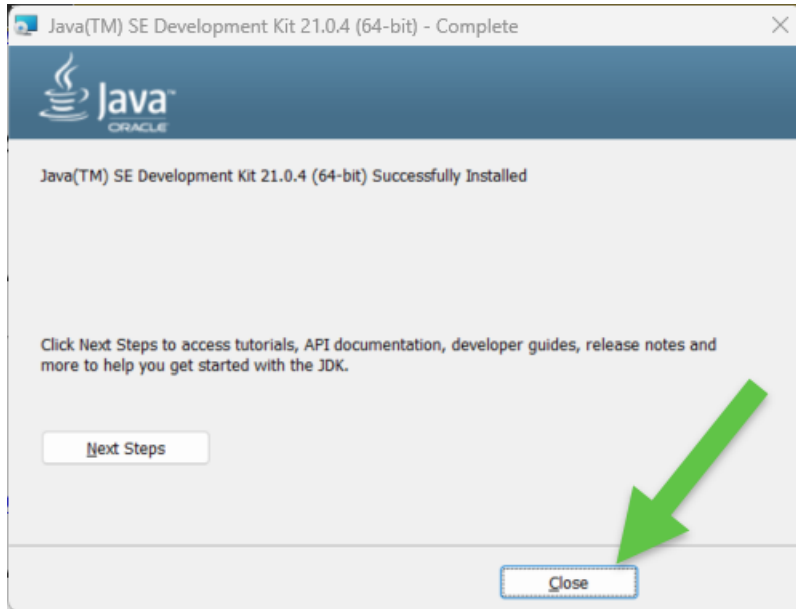 Java(TM) SE Development Kit 21.0.4 (64-bit) - Complete
Java™
ORACLE
Java(TM) SE Development Kit 21.0.4 (64-bit) Successfully Installed
Click Next Steps to access tutorials, API documentation, developer guides, release notes and
more to help you get started with the JDK.
Next Steps
Close